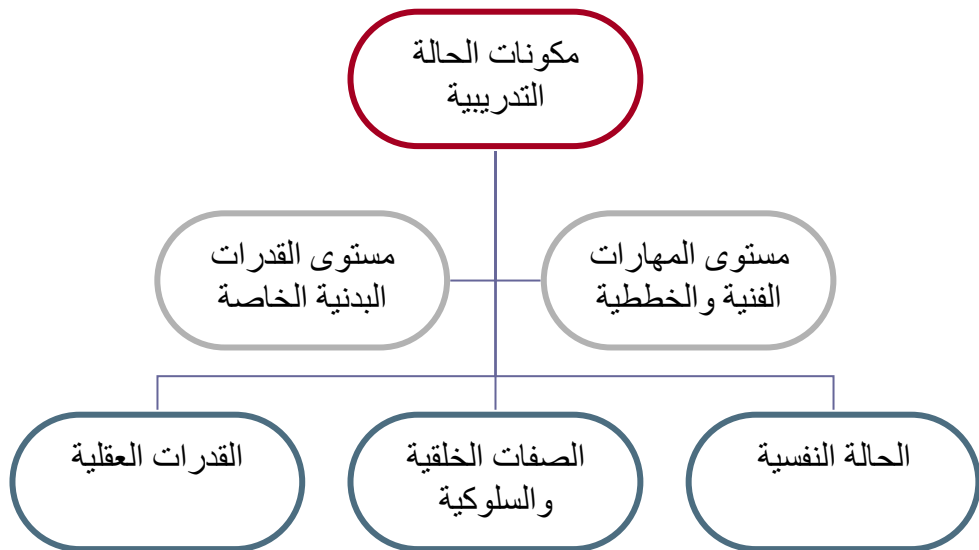 مكونات الحالة
التدريبية
مستوى المهارات
الفنية والخططية
مستوى القدرات
البدنية الخاصة
الحالة النفسية
الصفات الخلقية
والسلوكية
القدرات العقلية